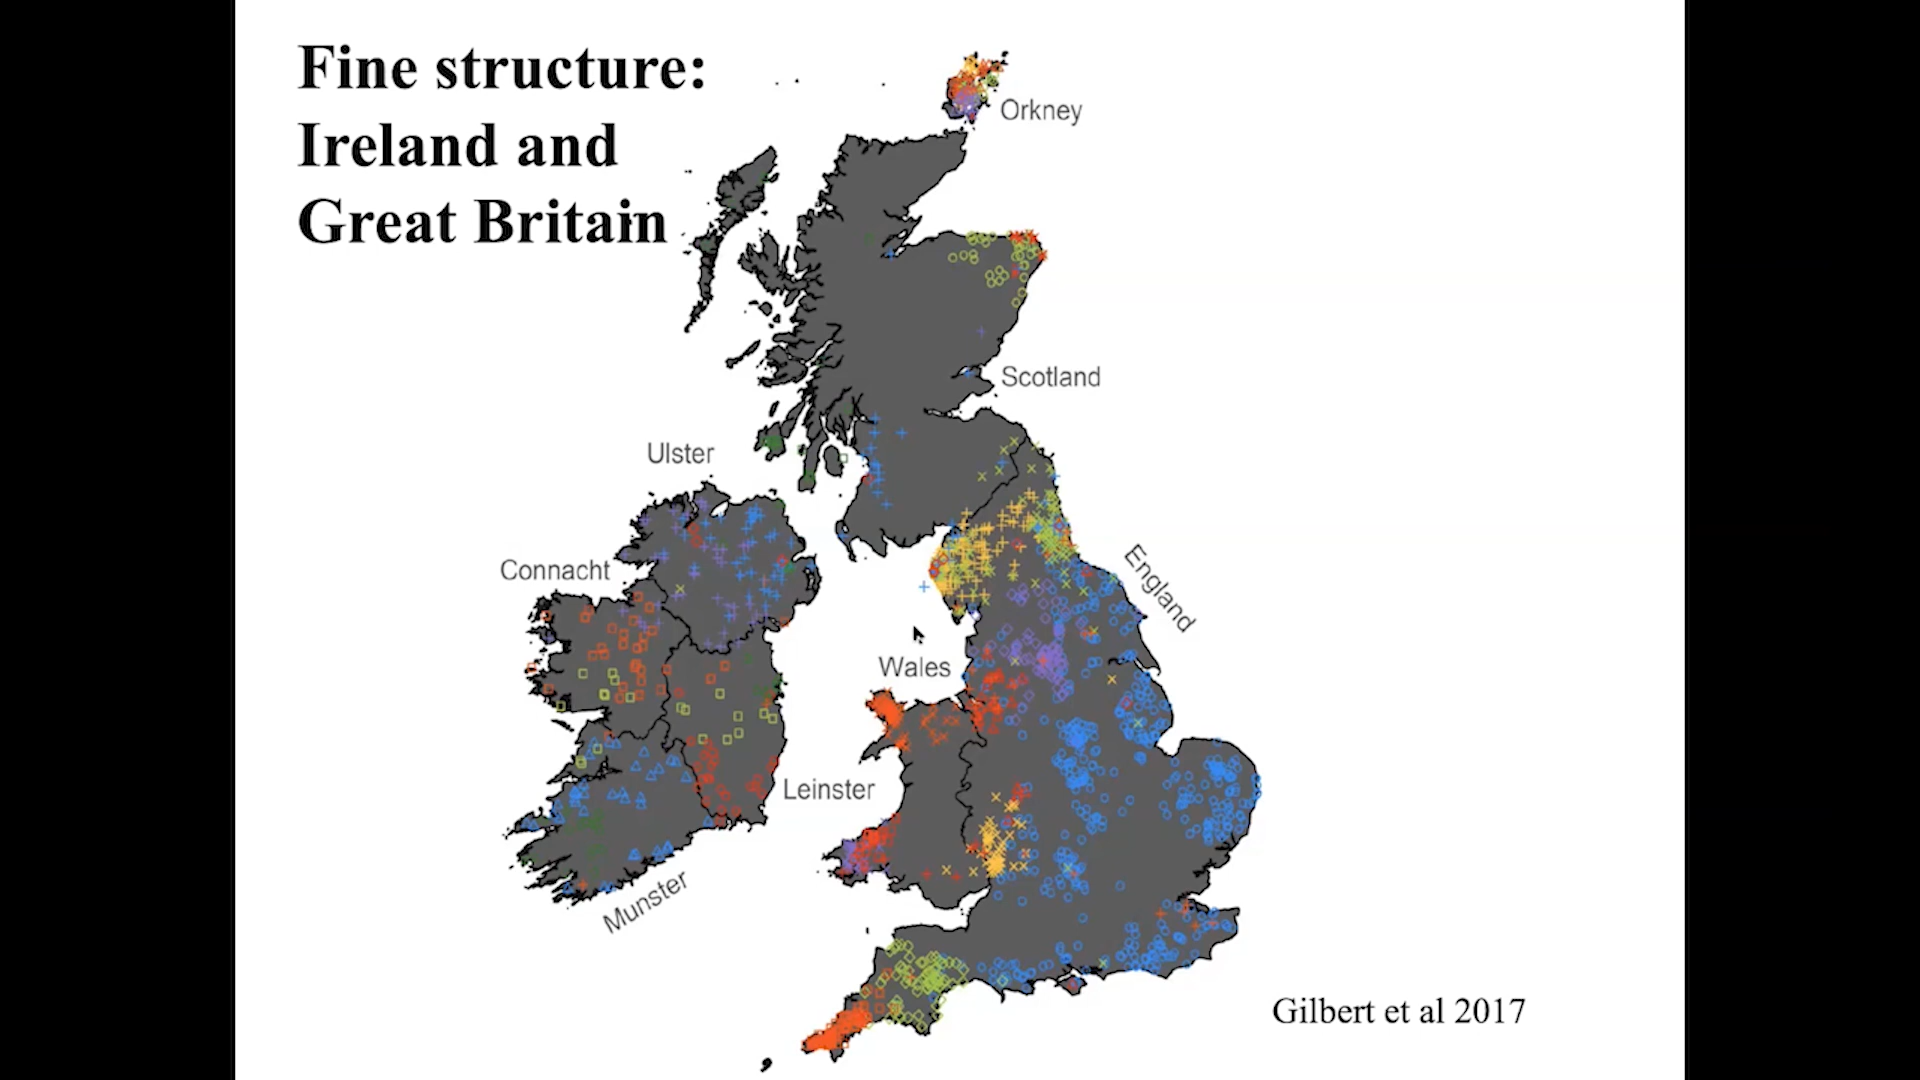 Fine structure:
Ireland and
Great Britain
Orkney
Scotland
Ulster
Connacht
England
Wales
Leinster
Munster
Gilbert et al 2017